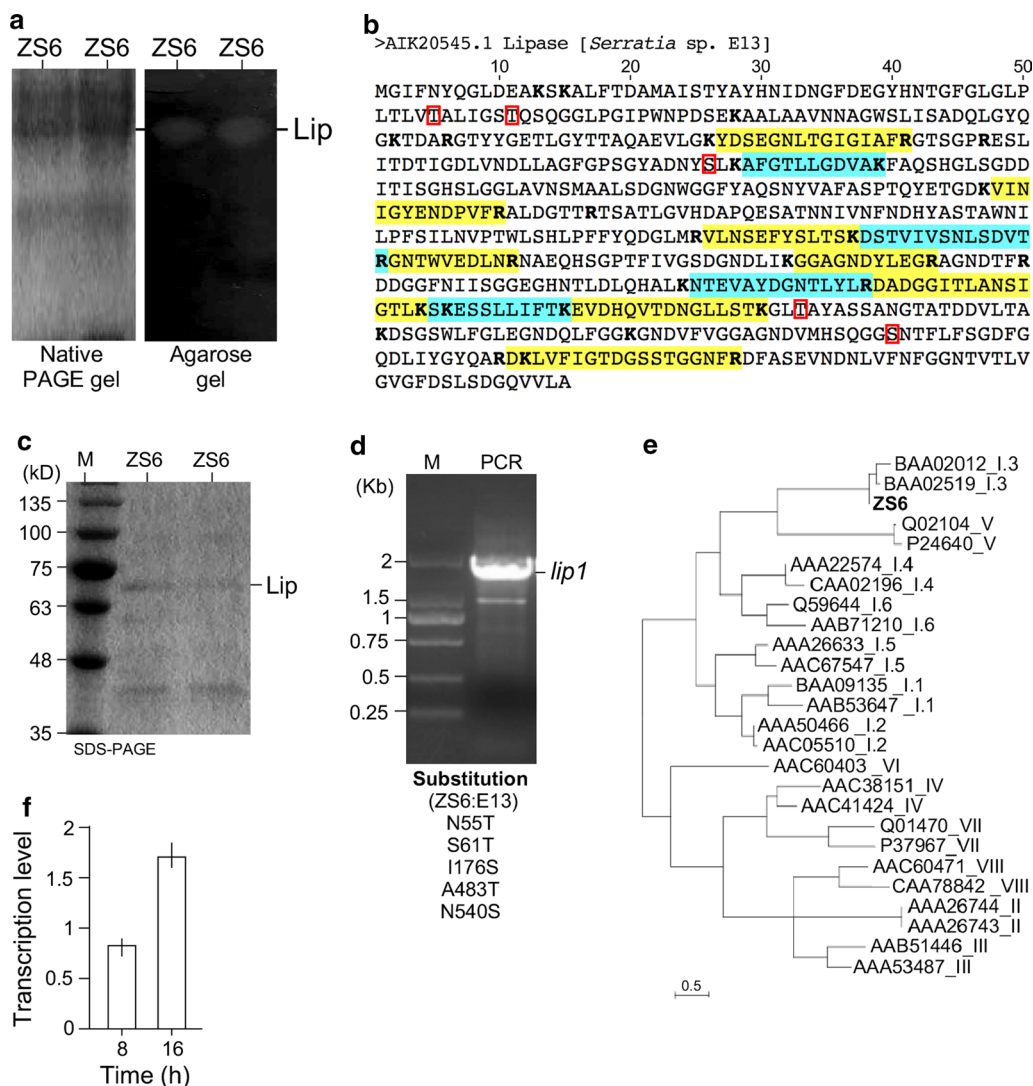 a
ZS6 ZS6 ZS6 ZS6
Lip
Native PAGE gel
Agarose gel
b
>AIK20545.1 Lipase [Serratia sp. E13]
10 20 30 40 50
MGIFNYQGLDEAKSKALFTDAMAISTYAYHNIDNGFDEGYHNTGFGLGLP
LTLVTALIGSTQSQGGLPGIPWNPDSEKAALAAVNNAGWSLISADQLGYQ
GKTDARGTYYGETLGYTTAQAEVLGKYDSEGNLTGIGIAFRGTSGPRESL
ITDTIGDLVNDLLAGFGPSGYADNYSLKAFGTLLGDVAKFAQSHGLSGDD
ITISGHSLGGLAVNSMAALSDGNWGGFYAQSNYVAFASPTQYETGDKVIN
IGYENDPVFRALDGTTRTSATLGVHDAPQESATNNIVNFNDHYASTAWNI
LPFSILNVPTWLSHLPFFYQDGLMRVLNSEFYSLTSKDSTVIVSNLSDVT
RGNTWVEDLNRNAEQHSGPTFIVGSDGNDLIKGGAGNDYLEGRAGNDTFR
DDGGFNIISGGEGHNTLDLQHALKNTEVAYDGNTLYLRDADGGITLANSI
GTLKSKESSLLIFTKEVDHQVTDNGLLSTKGLTAYASSANGTATDDVLTA
KDSGSWLFGLEGNDQLFGGKGNDVFVGGAGNDVMHSQGGSNTFLFSGDFG
QDLIYGYQARDKLVFIGTDGSSTGGNFRDFASEVNDNLVFNFGGNTVTLV
GVGFDSLSDGQVVLA
c
(kD) M ZS6 ZS6
135
100
75
Lip
63
48
35
SDS-PAGE
d
M PCR
(Kb)
2
lip1
1.5
1
0.75
0.5
0.25
Substitution
(ZS6:E13)
N55T
S61T
I176S
A483T
N540S
e
BAA02012_I.3
BAA02519_I.3
ZS6
Q02104_V
P24640_V
AAA22574_I.4
CAA02196_I.4
Q59644_I.6
AAB71210_I.6
AAA26633_I.5
AAC67547_I.5
BAA09135_I.1
AAB53647_I.1
AAA50466_I.2
AAC05510_I.2
AAC60403_VI
AAC38151_IV
AAC41424_IV
Q01470_VII
P37967_VII
AAC60471_VIII
CAA78842_VIII
AAA26744_II
AAA26743_II
AAB51446_III
AAA53487_III
0.5
f
Transcription level
2
1.5
1
0.5
0
8 16
Time (h)